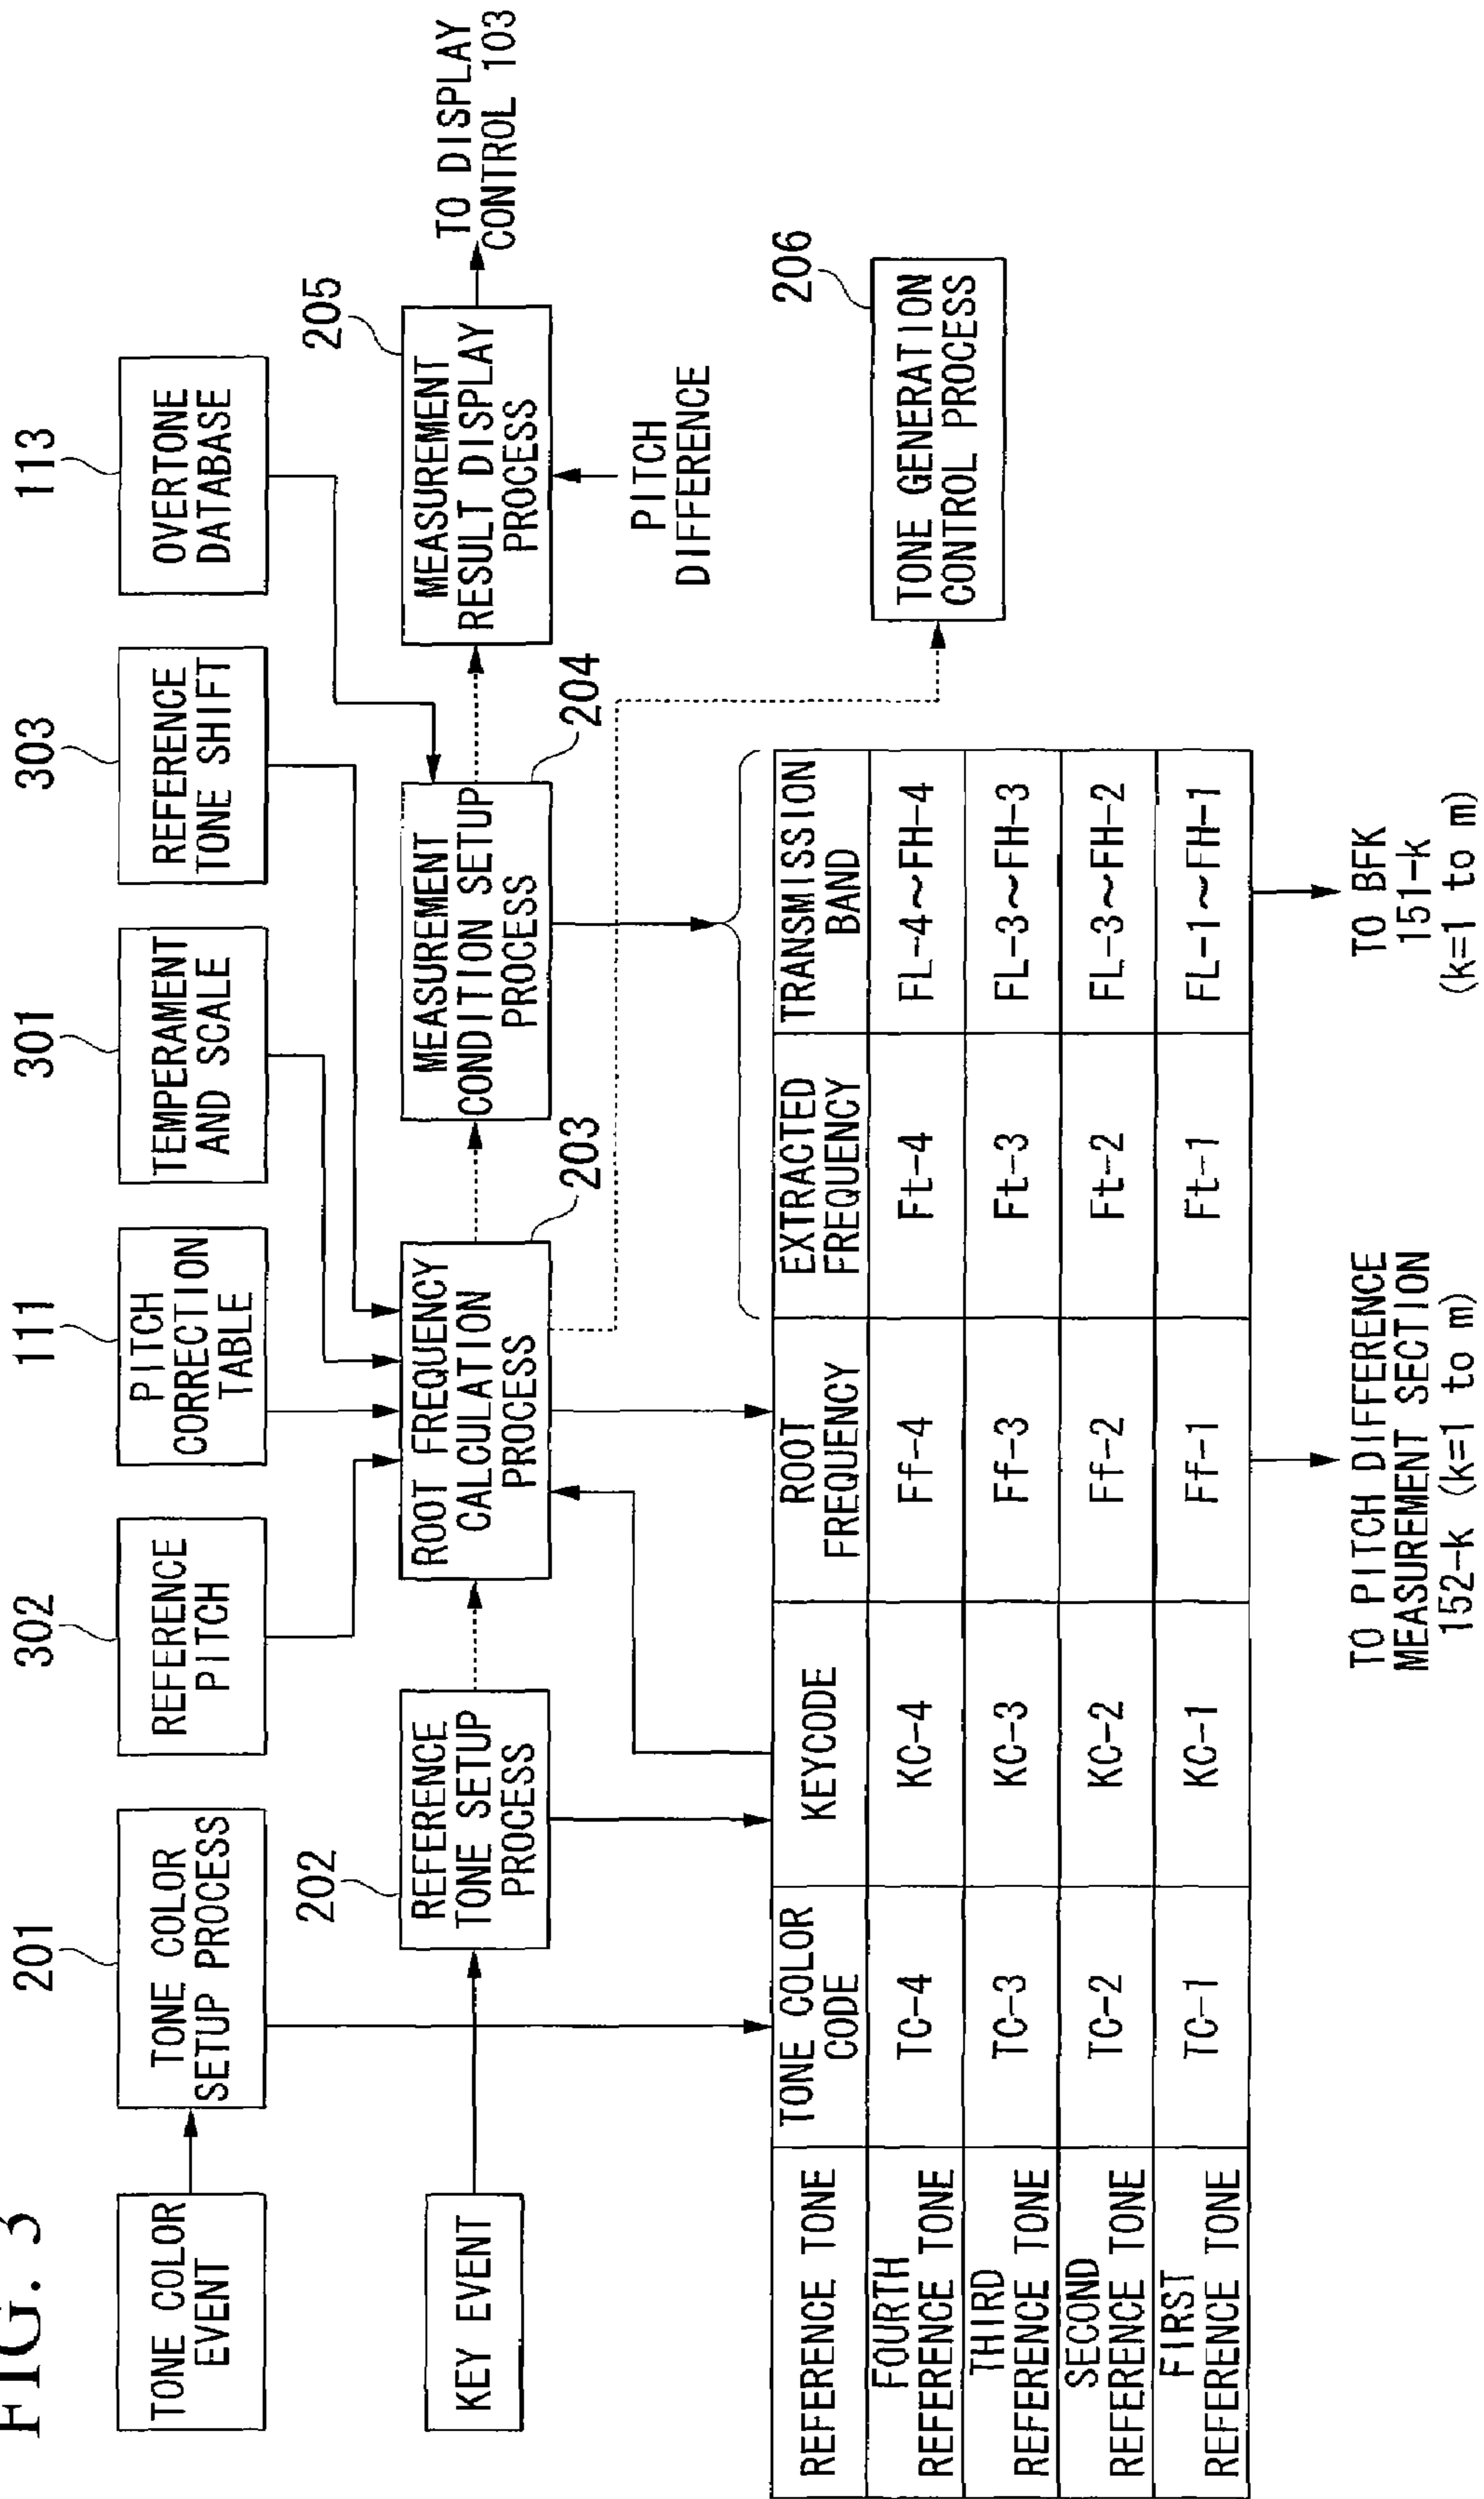 FIG. 3
TONE COLOR
EVENT
201
TONE COLOR
SETUP PROCESS
302
REFERENCE
PITCH
111
PITCH
CORRECTION
TABLE
301
TEMPERAMENT
AND SCALE
303
REFERENCE
TONE SHIFT
113
OVERTONE
DATABASE
KEY EVENT
202
REFERENCE
TONE SETUP
PROCESS
ROOT FREQUENCY
CALCULATION
PROCESS
203
MEASUREMENT
CONDITION SETUP
PROCESS
204
205
MEASUREMENT
RESULT DISPLAY
PROCESS
TO DISPLAY
CONTROL 103
PITCH
DIFFERENCE
206
TONE GENERATION
CONTROL PROCESS
REFERENCE TONE
TONE COLOR
CODE
KEYCODE
ROOT
FREQUENCY
EXTRACTED
FREQUENCY
TRANSMISSION
BAND
FOURTH
REFERENCE TONE
TC-4
KC-4
Ff-4
Ft-4
FL-4~FH-4
THIRD
REFERENCE TONE
TC-3
KC-3
Ff-3
Ft-3
FL-3~FH-3
SECOND
REFERENCE TONE
TC-2
KC-2
Ff-2
Ft-2
FL-3~FH-2
FIRST
REFERENCE TONE
TC-1
KC-1
Ff-1
Ft-1
FL-1~FH-1
TO PITCH DIFFERENCE
MEASUREMENT SECTION
152-k (k=1 to m)
TO BFK
151-k
(k=1 to m)